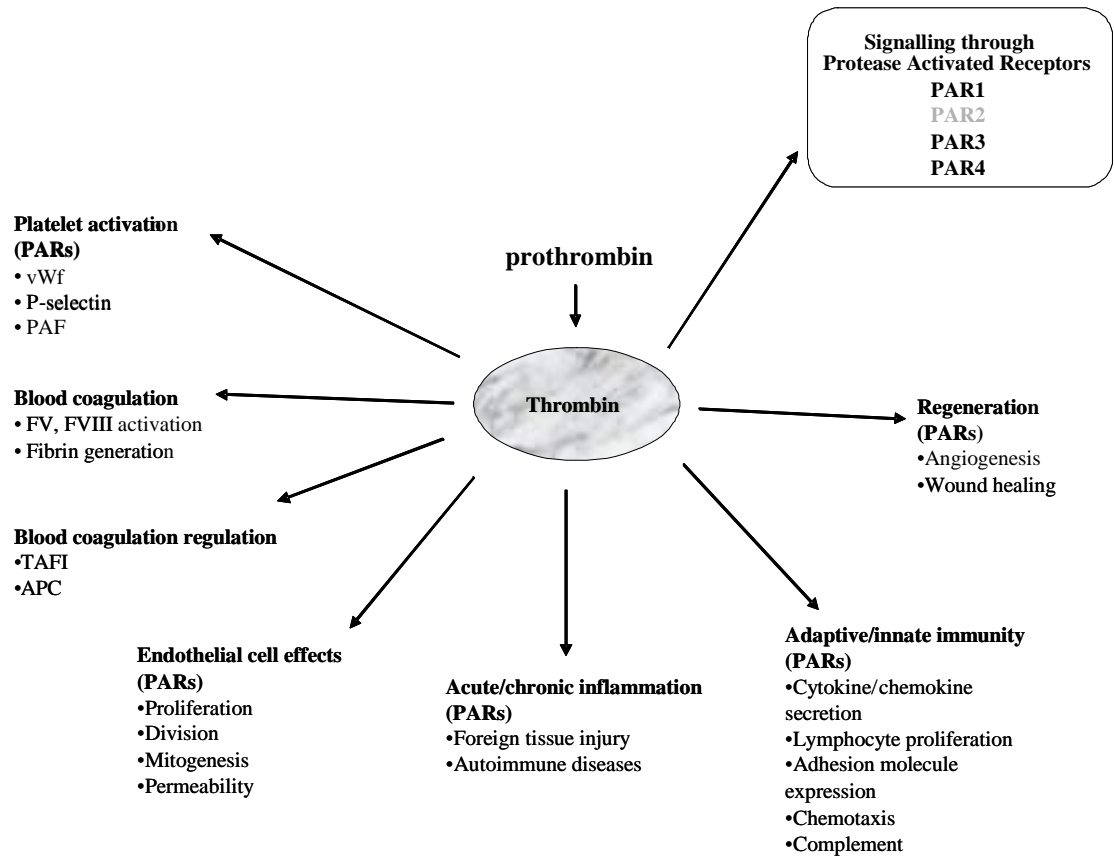 Signalling through
Protease Activated Receptors
PAR1
PAR2
PAR3
PAR4
Platelet activation
(PARs)
• vWf
• P-selectin
• PAF
prothrombin
Thrombin
Blood coagulation
• FV, FVIII activation
• Fibrin generation
Regeneration
(PARs)
•Angiogenesis
•Wound healing
Blood coagulation regulation
•TAFI
•APC
Endothelial cell effects
(PARs)
•Proliferation
•Division
•Mitogenesis
•Permeability
Acute/chronic inflammation
(PARs)
•Foreign tissue injury
•Autoimmune diseases
Adaptive/innate immunity
(PARs)
•Cytokine/chemokine
secretion
•Lymphocyte proliferation
•Adhesion molecule
expression
•Chemotaxis
•Complement